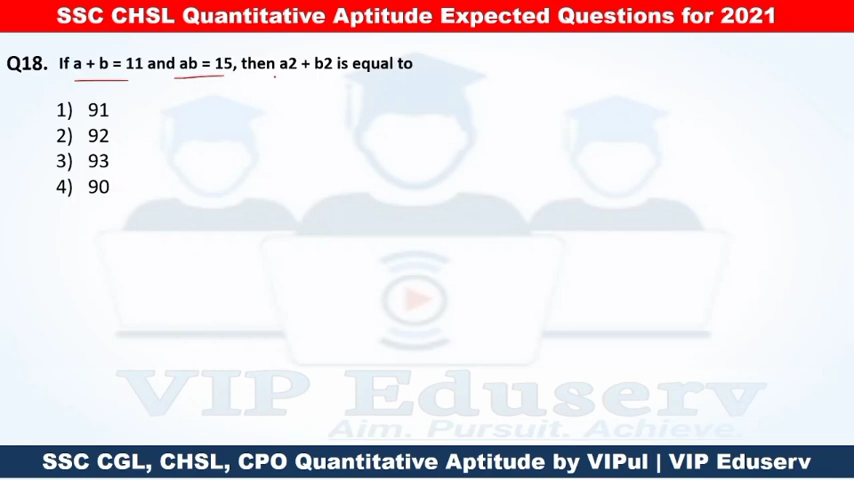 SSC CHSL Quantitative Aptitude Expected Questions for 2021
Q18. If a + b = 11 and ab = 15, then a2 + b2 is equal to
1) 91
2) 92
3) 93
4) 90
VIP Eduserv
Aim. Pursuit. Achieve.
SSC CGL, CHSL, CPO Quantitative Aptitude by VIPul | VIP Eduserv